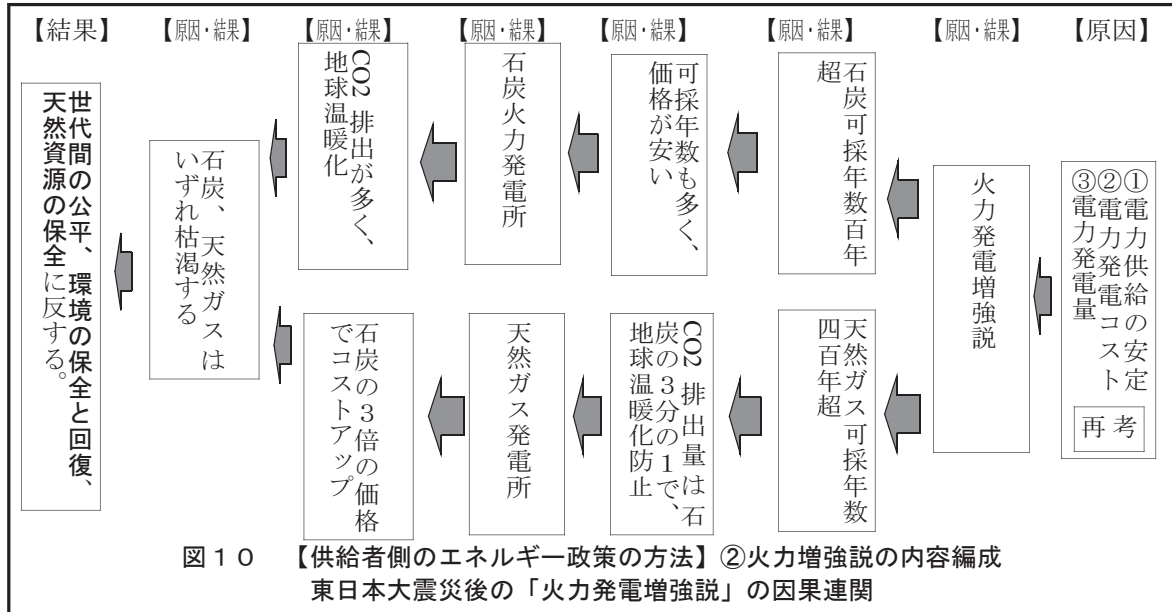 【原因】
①電力供給の安定
②電力発電コスト
③電力発電量
再考
【原因・結果】
火力発電増強説
【原因・結果】
石炭可採年数百年
超
天然ガス可採年数
四百年超
【原因・結果】
可採年数も多く、
価格が安い
CO2 排出量は石
炭の3分の1で、
地球温暖化防止
【原因・結果】
石炭火力発電所
天然ガス発電所
【原因・結果】
CO2 排出が多く、
地球温暖化
石炭の3倍の価格
でコストアップ
【原因・結果】
石炭、天然ガスは
いずれ枯渇する
【結果】
世代間の公平、環境の保全と回復、
天然資源の保全に反する。
図10 【供給者側のエネルギー政策の方法】②火力増強説の内容編成
東日本大震災後の「火力発電増強説」の因果連関